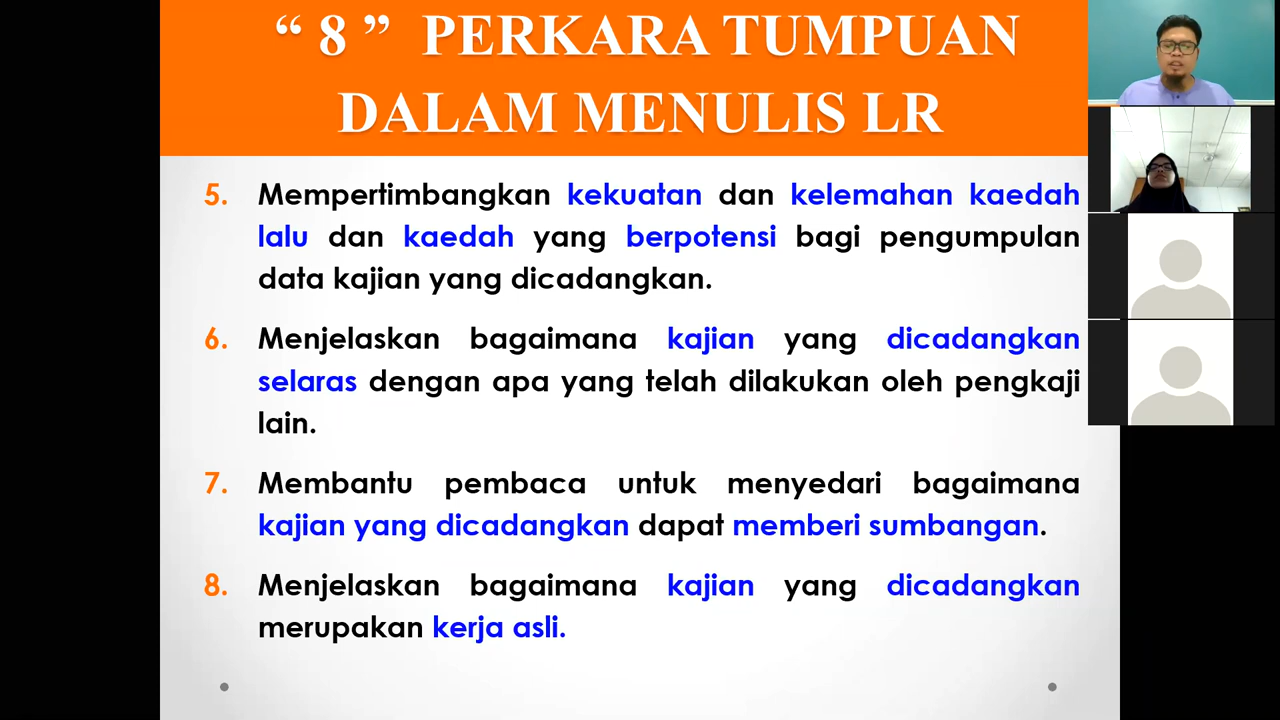 “ 8 ” PERKARA TUMPUAN
DALAM MENULIS LR
5. Mempertimbangkan kekuatan dan kelemahan kaedah
lalu dan kaedah yang berpotensi bagi pengumpulan
data kajian yang dicadangkan.
6. Menjelaskan bagaimana kajian yang dicadangkan
selaras dengan apa yang telah dilakukan oleh pengkaji
lain.
7. Membantu pembaca untuk menyedari bagaimana
kajian yang dicadangkan dapat memberi sumbangan.
8. Menjelaskan bagaimana kajian yang dicadangkan
merupakan kerja asli.